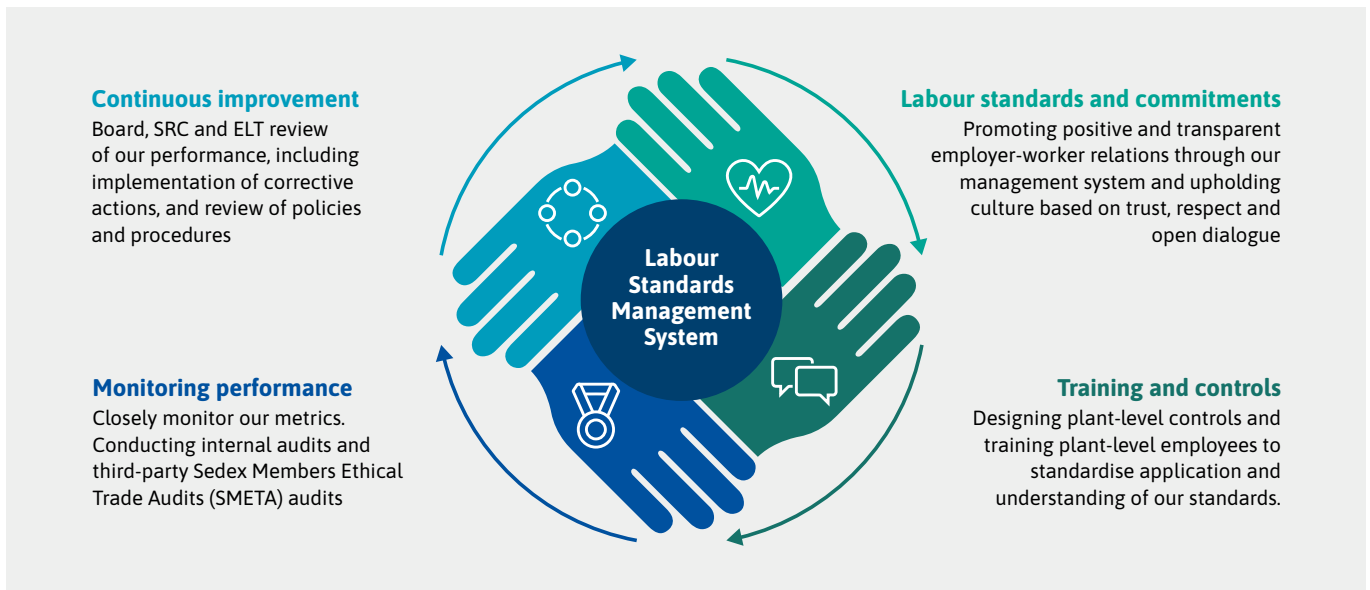 Continuous improvement
Board, SRC and ELT review
of our performance, including
implementation of corrective
actions, and review of policies
and procedures
Labour standards and commitments
Promoting positive and transparent
employer-worker relations through our
management system and upholding
culture based on trust, respect and
open dialogue
Labour
Standards
Management
System
Monitoring performance
Closely monitor our metrics.
Conducting internal audits and
third-party Sedex Members Ethical
Trade Audits (SMETA) audits
Training and controls
Designing plant-level controls and
training plant-level employees to
standardise application and
understanding of our standards.